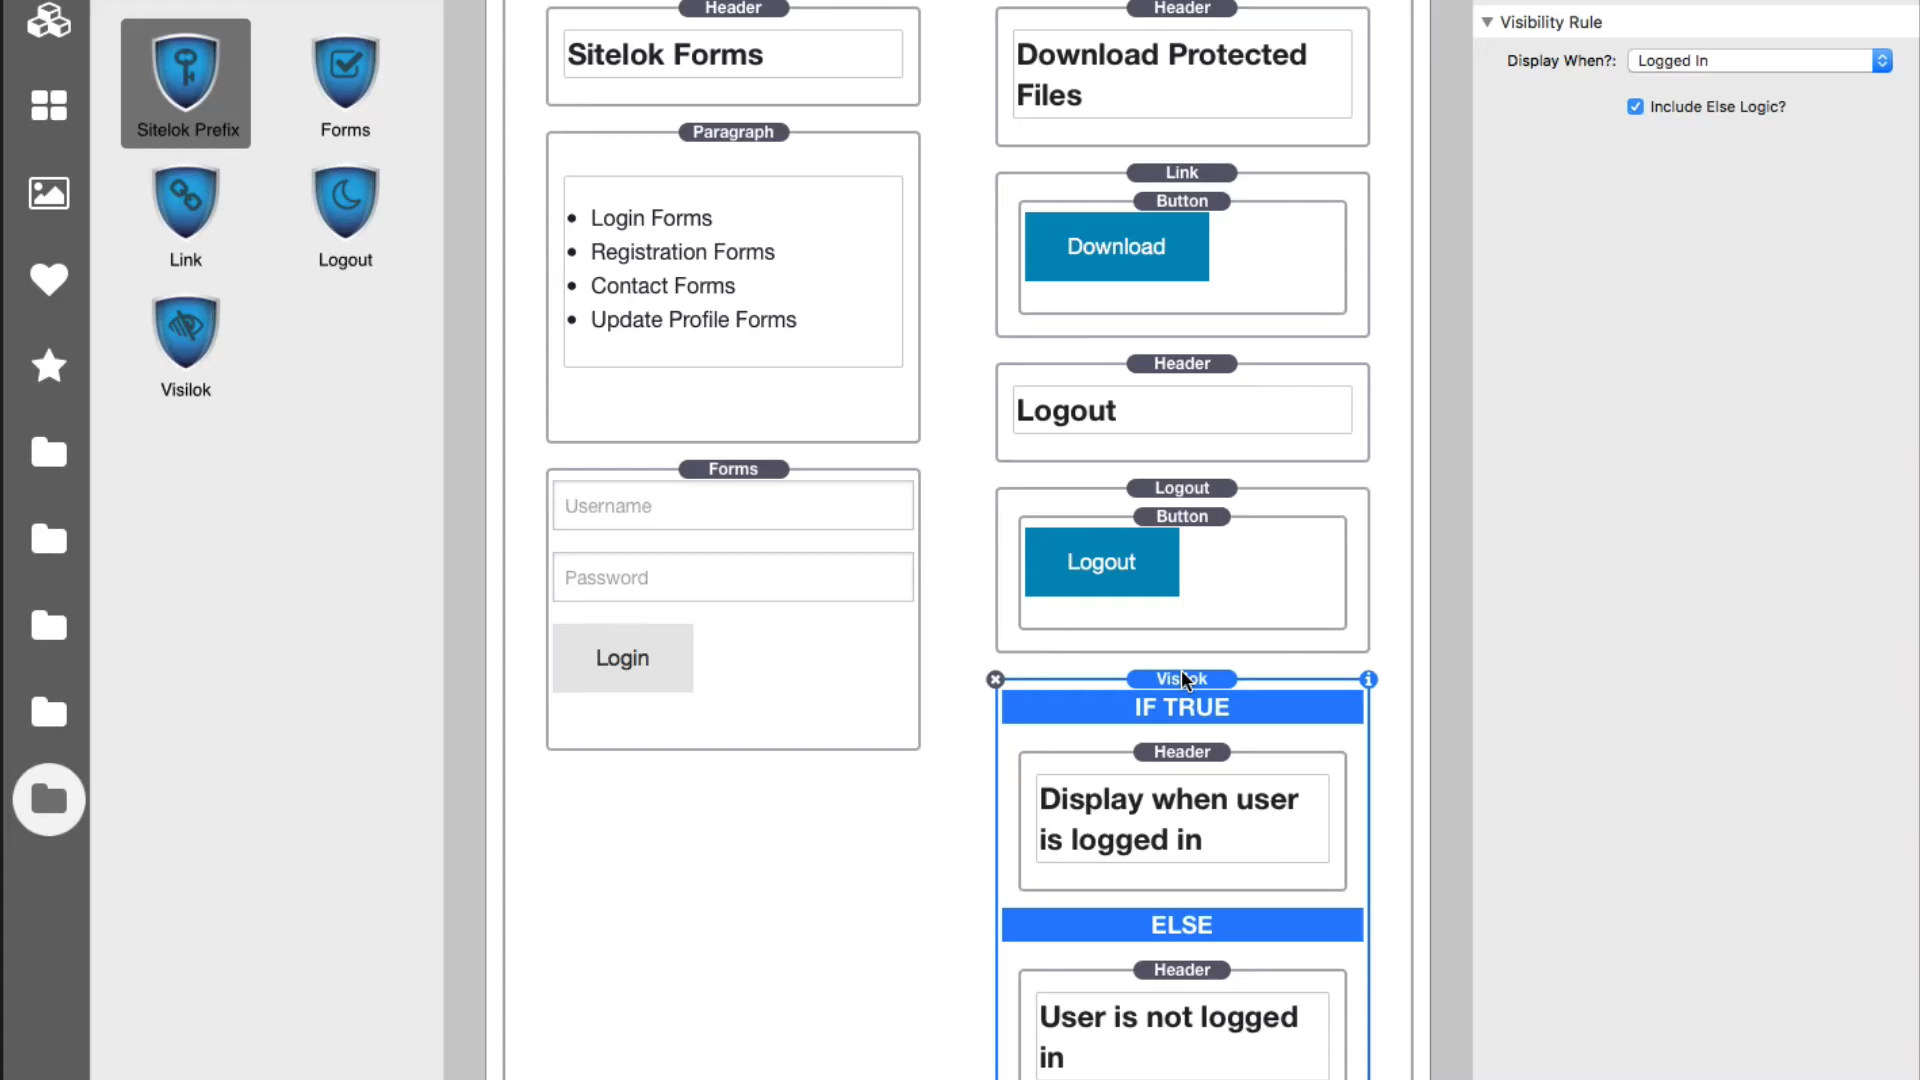 Sitelok Prefix
Forms
Link
Logout
Visilok
Header
Sitelok Forms
Paragraph
Login Forms
Registration Forms
Contact Forms
Update Profile Forms
Forms
Username
Password
Login
Header
Download Protected
Files
Link
Button
Download
Header
Logout
Logout
Button
Logout
Visilok
IF TRUE
Header
Display when user
is logged in
ELSE
Header
User is not logged
in
Visibility Rule
Display When?: Logged In
Include Else Logic?